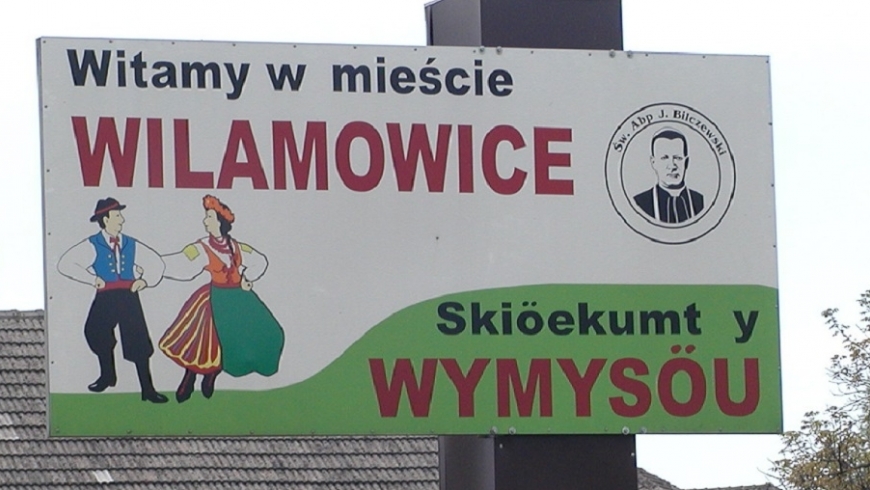 Witamy w mieście
WILAMOWICE
Św. Abp J. Bilczewski
Skiöekumt y
WYMYSÖU